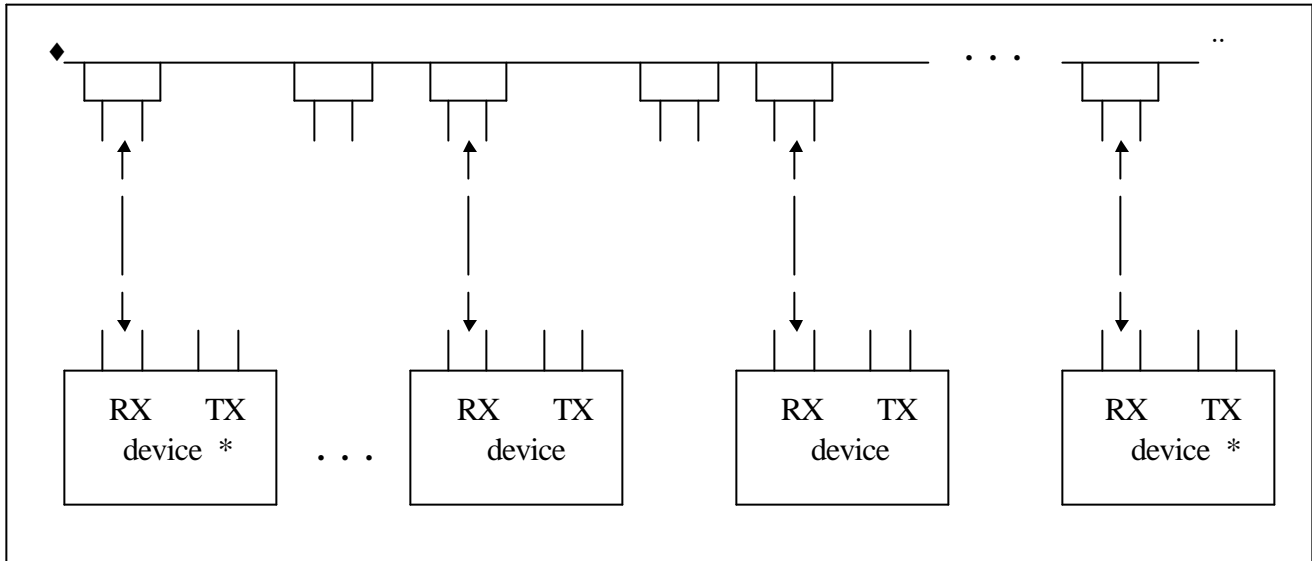 ♦ . . . ¨
RX TX RX TX RX TX RX TX
device * . . . device device device *